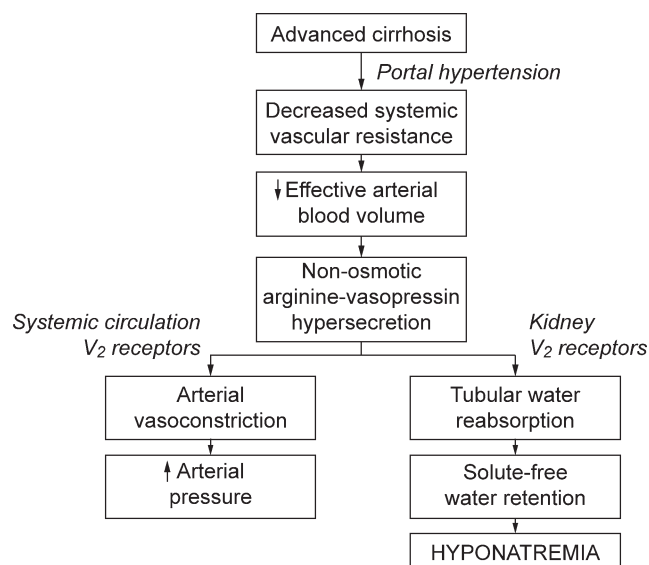 Advanced cirrhosis
Portal hypertension
Decreased systemic
vascular resistance
↓ Effective arterial
blood volume
Non-osmotic
arginine-vasopressin
hypersecretion
Systemic circulation
V₂ receptors
Kidney
V₂ receptors
Arterial
vasoconstriction
Tubular water
reabsorption
↑ Arterial
pressure
Solute-free
water retention
HYPONATREMIA